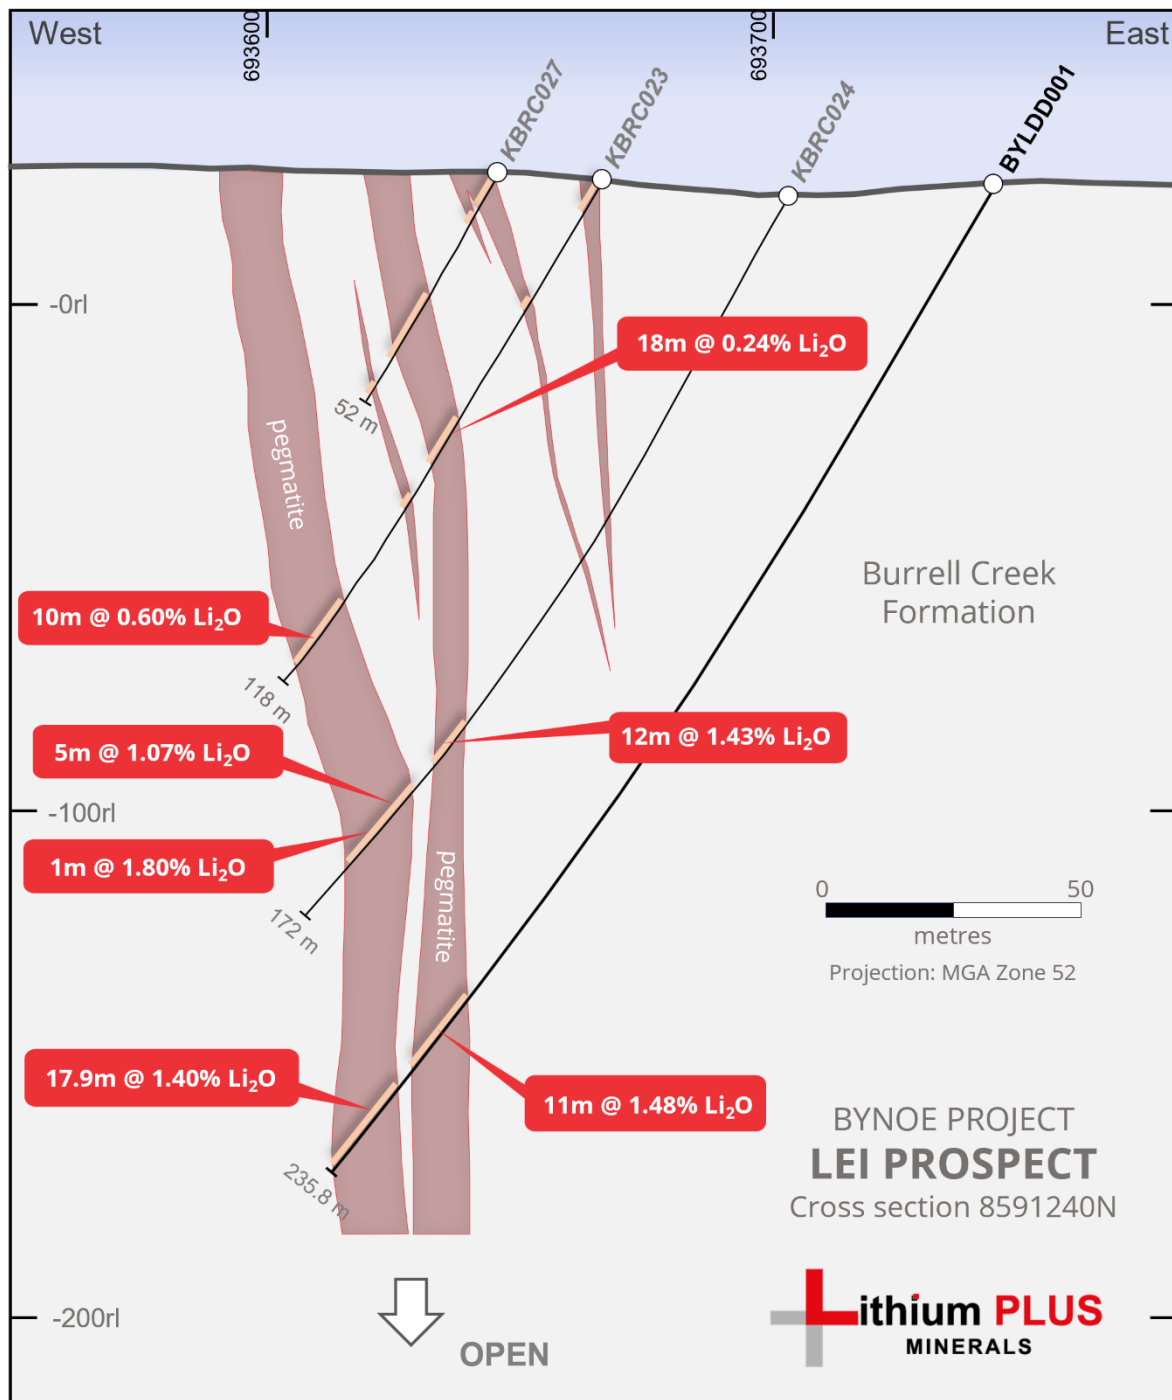 West
693600
693700
East
KBRC027
KBRC023
KBRC024
BYLDD001
-0rl
18m @ 0.24% Li₂O
52 m
pegmatite
Burrell Creek
Formation
10m @ 0.60% Li₂O
118 m
5m @ 1.07% Li₂O
12m @ 1.43% Li₂O
-100rl
1m @ 1.80% Li₂O
pegmatite
172 m
0 50
metres
Projection: MGA Zone 52
17.9m @ 1.40% Li₂O
11m @ 1.48% Li₂O
235.8 m
BYNOE PROJECT
LEI PROSPECT
Cross section 8591240N
-200rl
OPEN
Lithium PLUS
MINERALS